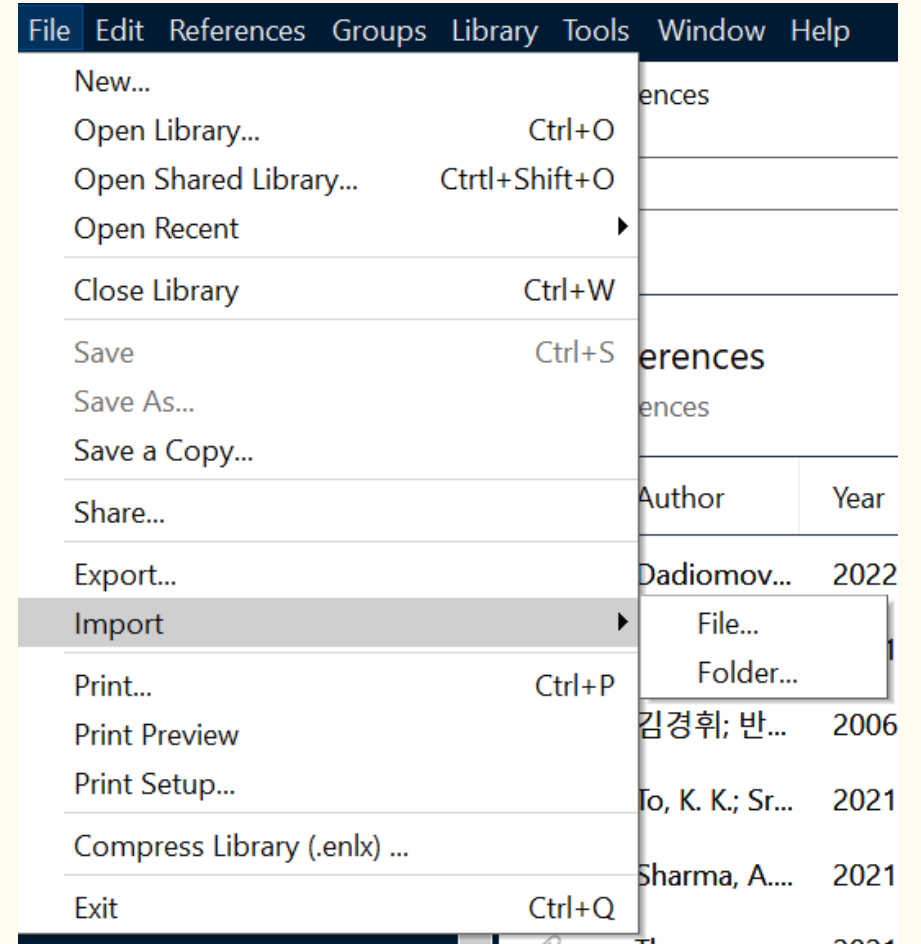 File Edit References Groups Library Tools Window Help
New...
ences
Open Library... Ctrl+O
Open Shared Library... Ctrtl+Shift+O
Open Recent
Close Library Ctrl+W
Save Ctrl+S
erences
Save As...
ences
Save a Copy...
Share...
Author Year
Export...
Dadiomov... 2022
Import
File...
Folder...
Print... Ctrl+P
김경휘; 반... 2006
Print Preview
Print Setup...
To, K. K.; Sr... 2021
Compress Library (.enlx) ...
Sharma, A.... 2021
Exit Ctrl+Q